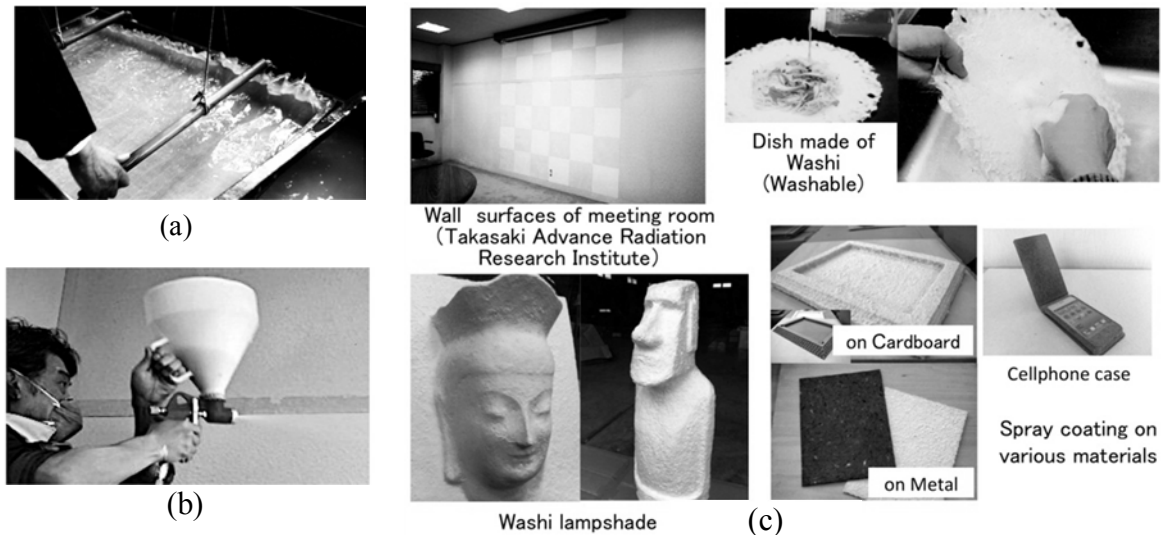 (a)
(b)
Wall surfaces of meeting room
(Takasaki Advance Radiation
Research Institute)
Dish made of
Washi
(Washable)
on Cardboard
on Metal
Cellphone case
Spray coating on
various materials
Washi lampshade
(c)